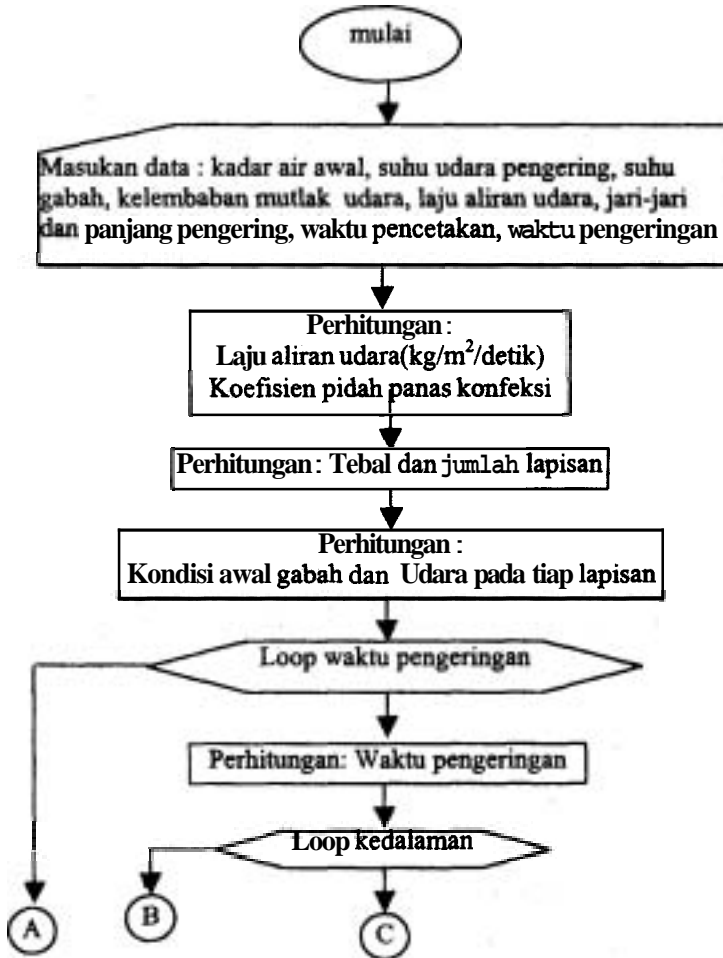 mulai
Masukan data : kadar air awal, suhu udara pengering, suhu
gabah, kelembaban mutlak udara, laju aliran udara, jari-jari
dan panjang pengering, waktu pencetakan, waktu pengeringan
Perhitungan :
Laju aliran udara(kg/m²/detik)
Koefisien pidah panas konfeksi
Perhitungan : Tebal dan jumlah lapisan
Perhitungan :
Kondisi awal gabah dan Udara pada tiap lapisan
Loop waktu pengeringan
Perhitungan: Waktu pengeringan
Loop kedalaman
A
B
C